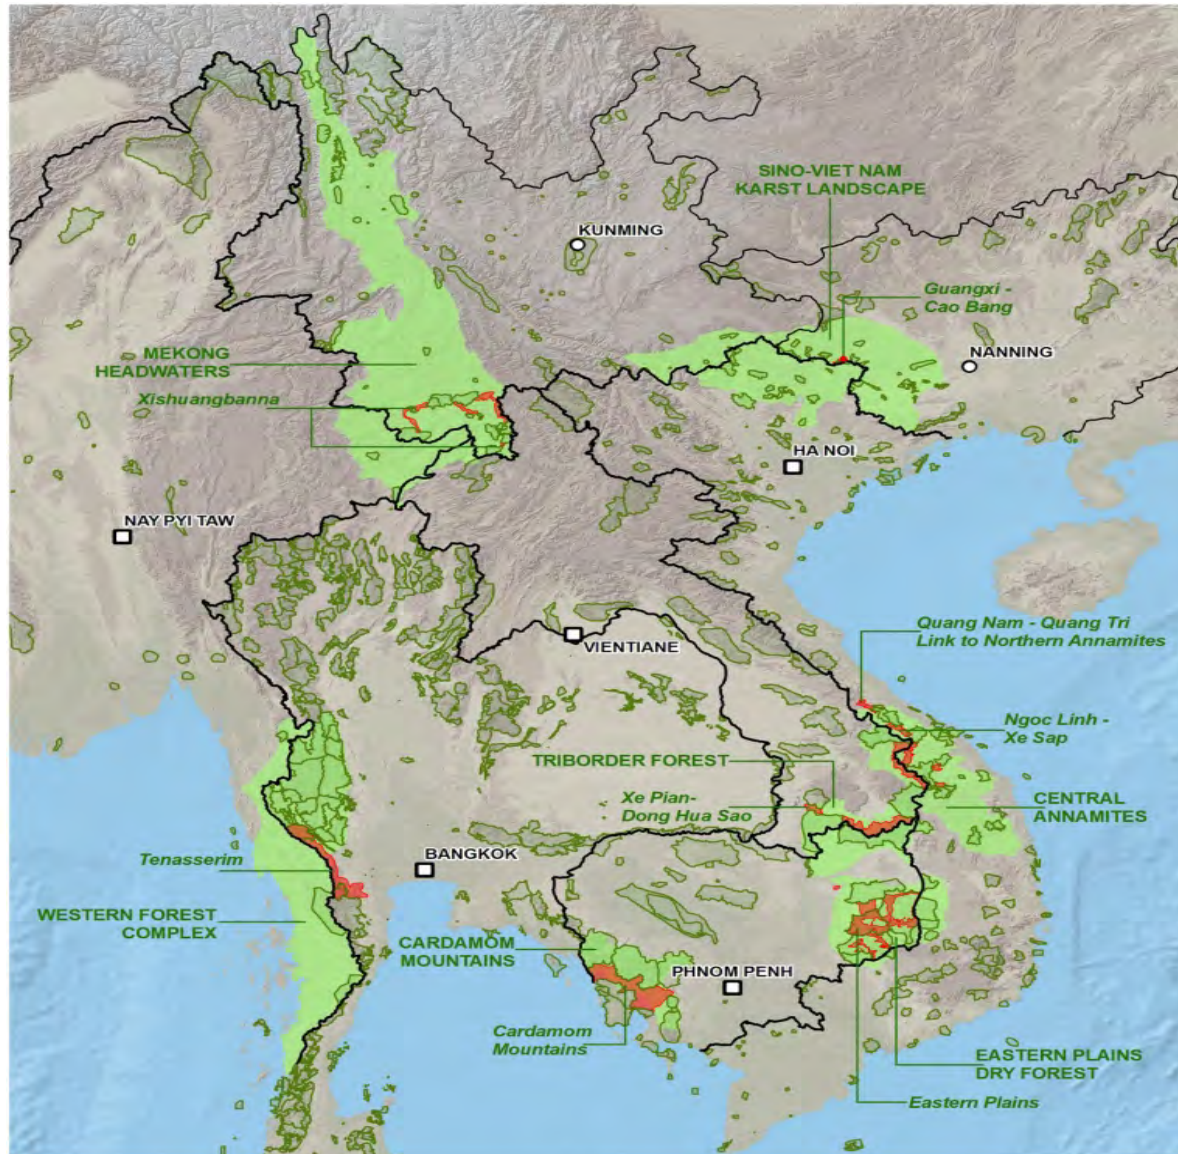 SINO-VIET NAM
KARST LANDSCAPE
KUNMING
Guangxi -
Cao Bang
MEKONG
HEADWATERS
NANNING
Xishuangbanna
HA NOI
NAY PYI TAW
Quang Nam - Quang Tri
Link to Northern Annamites
VIENTIANE
Ngoc Linh -
Xe Sap
TRIBORDER FOREST
Xe Pian-
Dong Hua Sao
CENTRAL
ANNAMITES
Tenasserim
BANGKOK
WESTERN FOREST
COMPLEX
CARDAMOM
MOUNTAINS
PHNOM PENH
Cardamom
Mountains
EASTERN PLAINS
DRY FOREST
Eastern Plains